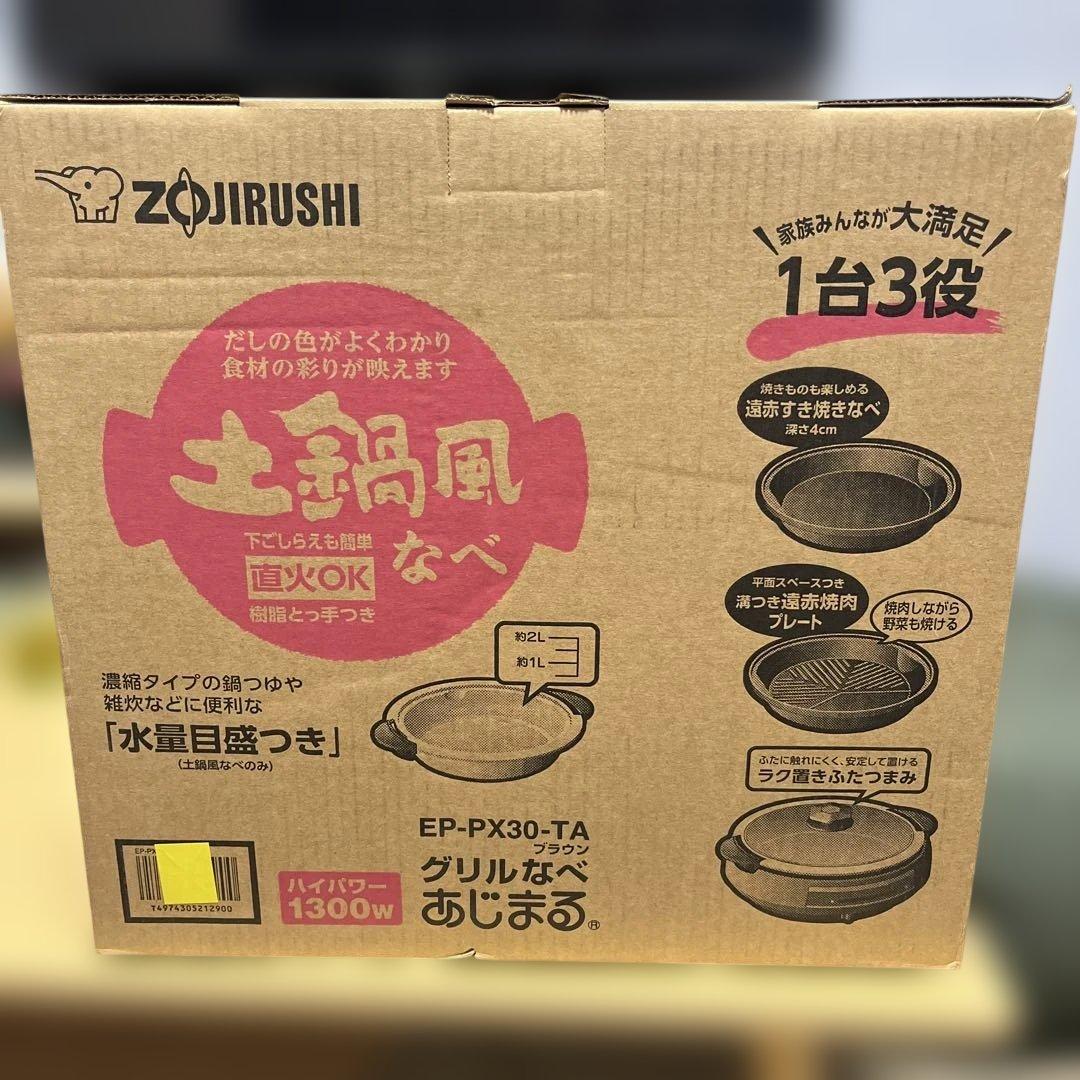 ZOJIRUSHI
家族みんなが大満足
1台3役
だしの色がよくわかり
食材の彩りが映えます
土鍋風
なべ
下ごしらえも簡単
直火OK
樹脂とっ手つき
焼きものも楽しめる
遠赤すき焼きなべ
深さ4cm
平面スペースつき
溝つき遠赤焼肉
プレート
焼肉しながら
野菜も焼ける
約2L
約1L
濃縮タイプの鍋つゆや
雑炊などに便利な
「水量目盛つき」
(土鍋風なべのみ)
ふたに触れにくく、安定して置ける
ラク置きふたつまみ
EP-PX30-TA
ブラウン
グリルなべ
あじまる®
ハイパワー
1300W
T4974305212900